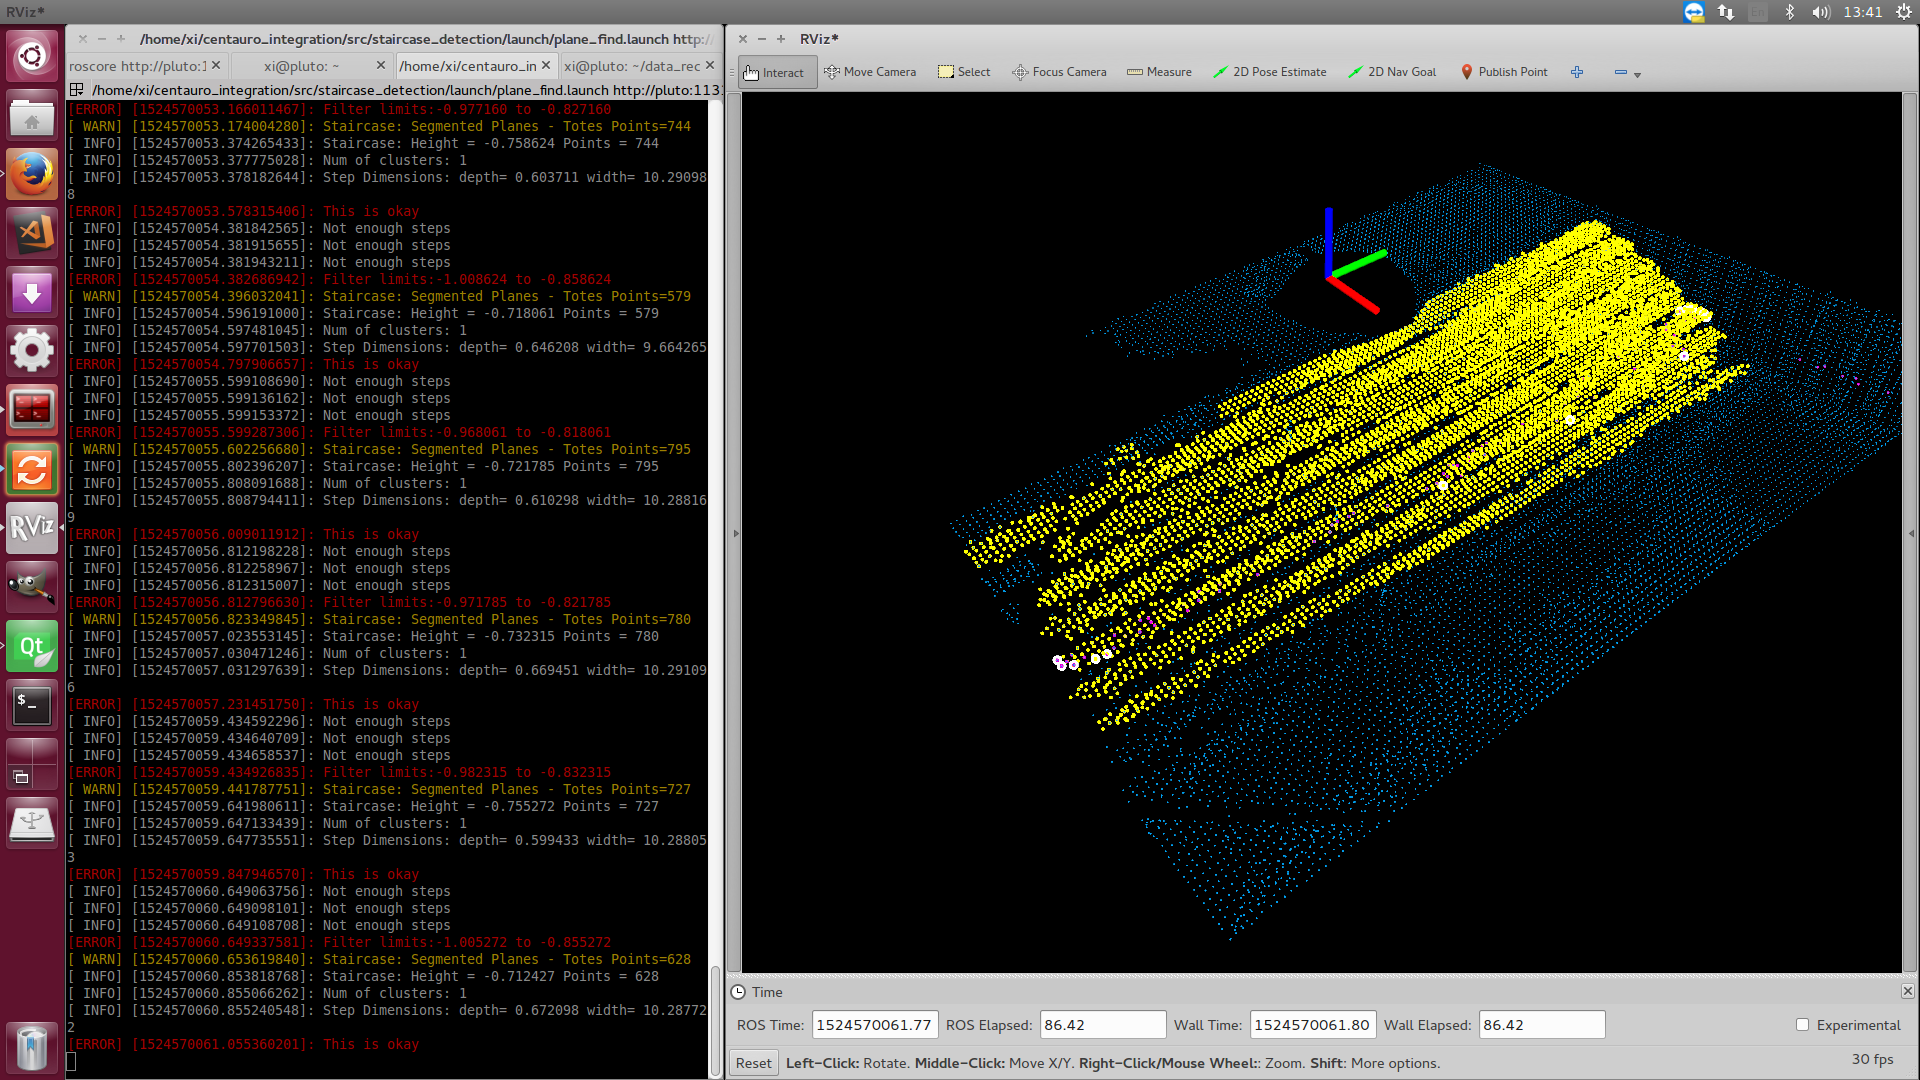 RViz*
En
13:41
/home/xi/centauro_integration/src/staircase_detection/launch/plane_find.launch http:/
roscore http://pluto:1
xi@pluto: ~
/home/xi/centauro_in
xi@pluto: ~/data_rec
/home/xi/centauro_integration/src/staircase_detection/launch/plane_find.launch http://pluto:1131
[ERROR] [1524570053.166011467]: Filter limits:-0.977160 to -0.827160
[ WARN] [1524570053.174004280]: Staircase: Segmented Planes - Totes Points=744
[ INFO] [1524570053.374265433]: Staircase: Height = -0.758624 Points = 744
[ INFO] [1524570053.377775028]: Num of clusters: 1
[ INFO] [1524570053.378182644]: Step Dimensions: depth= 0.603711 width= 10.29098
8
[ERROR] [1524570053.578315406]: This is okay
[ INFO] [1524570054.381842565]: Not enough steps
[ INFO] [1524570054.381915655]: Not enough steps
[ INFO] [1524570054.381943211]: Not enough steps
[ERROR] [1524570054.382686942]: Filter limits:-1.008624 to -0.858624
[ WARN] [1524570054.396032041]: Staircase: Segmented Planes - Totes Points=579
[ INFO] [1524570054.596191000]: Staircase: Height = -0.718061 Points = 579
[ INFO] [1524570054.597481045]: Num of clusters: 1
[ INFO] [1524570054.597701503]: Step Dimensions: depth= 0.646208 width= 9.664265
[ERROR] [1524570054.797906657]: This is okay
[ INFO] [1524570055.599108690]: Not enough steps
[ INFO] [1524570055.599136162]: Not enough steps
[ INFO] [1524570055.599153372]: Not enough steps
[ERROR] [1524570055.599287306]: Filter limits:-0.968061 to -0.818061
[ WARN] [1524570055.602256680]: Staircase: Segmented Planes - Totes Points=795
[ INFO] [1524570055.802396207]: Staircase: Height = -0.721785 Points = 795
[ INFO] [1524570055.808091688]: Num of clusters: 1
[ INFO] [1524570055.808794411]: Step Dimensions: depth= 0.610298 width= 10.28816
9
[ERROR] [1524570056.009011912]: This is okay
[ INFO] [1524570056.812198228]: Not enough steps
[ INFO] [1524570056.812258967]: Not enough steps
[ INFO] [1524570056.812315007]: Not enough steps
[ERROR] [1524570056.812796630]: Filter limits:-0.971785 to -0.821785
[ WARN] [1524570056.823349845]: Staircase: Segmented Planes - Totes Points=780
[ INFO] [1524570057.023553145]: Staircase: Height = -0.732315 Points = 780
[ INFO] [1524570057.030471246]: Num of clusters: 1
[ INFO] [1524570057.031297639]: Step Dimensions: depth= 0.669451 width= 10.29109
6
[ERROR] [1524570057.231451750]: This is okay
[ INFO] [1524570059.434592296]: Not enough steps
[ INFO] [1524570059.434640709]: Not enough steps
[ INFO] [1524570059.434658537]: Not enough steps
[ERROR] [1524570059.434926835]: Filter limits:-0.982315 to -0.832315
[ WARN] [1524570059.441787751]: Staircase: Segmented Planes - Totes Points=727
[ INFO] [1524570059.641980611]: Staircase: Height = -0.755272 Points = 727
[ INFO] [1524570059.647133439]: Num of clusters: 1
[ INFO] [1524570059.647735551]: Step Dimensions: depth= 0.599433 width= 10.28805
3
[ERROR] [1524570059.847946570]: This is okay
[ INFO] [1524570060.649063756]: Not enough steps
[ INFO] [1524570060.649098101]: Not enough steps
[ INFO] [1524570060.649108708]: Not enough steps
[ERROR] [1524570060.649337581]: Filter limits:-1.005272 to -0.855272
[ WARN] [1524570060.653619840]: Staircase: Segmented Planes - Totes Points=628
[ INFO] [1524570060.853818768]: Staircase: Height = -0.712427 Points = 628
[ INFO] [1524570060.855066262]: Num of clusters: 1
[ INFO] [1524570060.855240548]: Step Dimensions: depth= 0.672098 width= 10.28772
2
[ERROR] [1524570061.055360201]: This is okay
RViz
Qt
$_
RViz*
Interact
Move Camera
Select
Focus Camera
Measure
2D Pose Estimate
2D Nav Goal
Publish Point
Time
ROS Time: 1524570061.77 ROS Elapsed: 86.42 Wall Time: 1524570061.80 Wall Elapsed: 86.42 Experimental
Reset Left-Click: Rotate. Middle-Click: Move X/Y. Right-Click/Mouse Wheel:: Zoom. Shift: More options. 30 fps